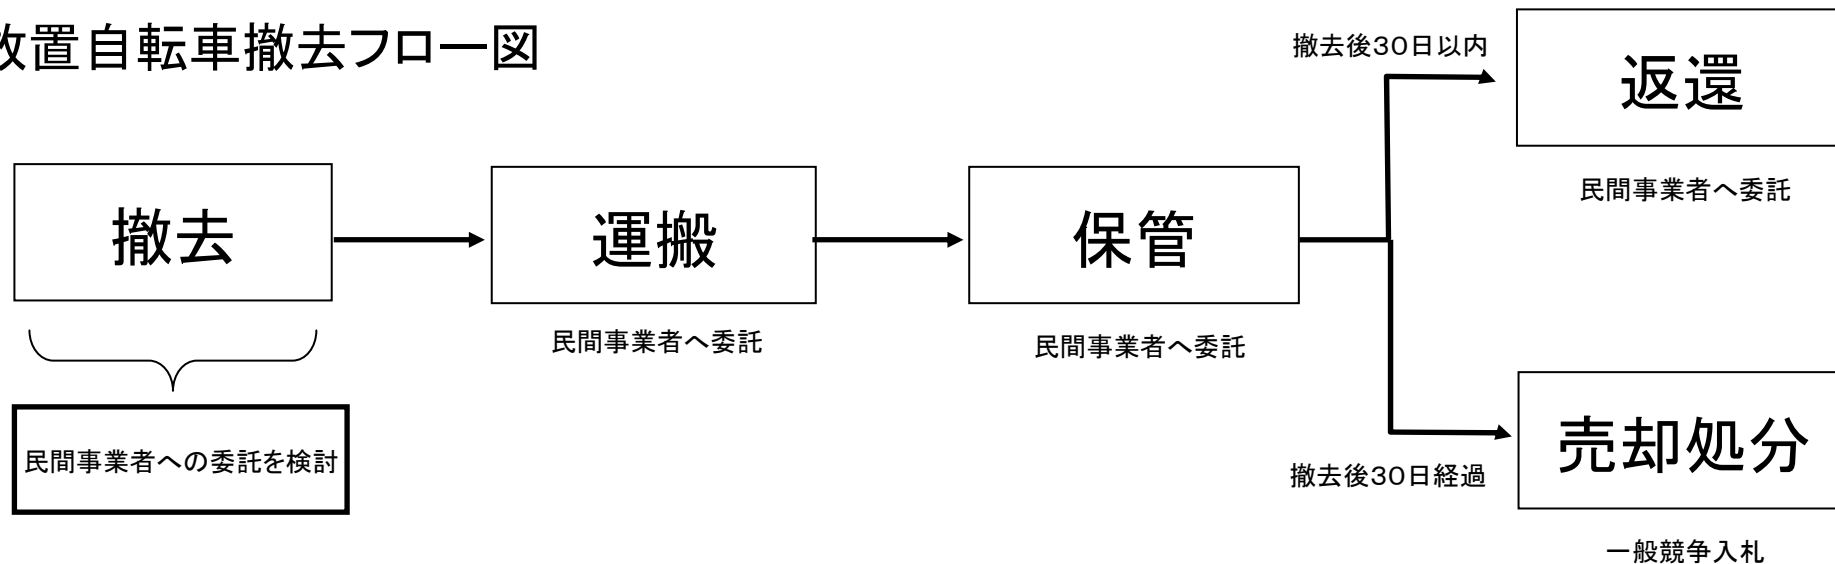 放置自転車撤去フロー図
撤去後30日以内
返還
民間事業者へ委託
撤去
運搬
保管
民間事業者へ委託
民間事業者へ委託
民間事業者への委託を検討
売却処分
撤去後30日経過
一般競争入札